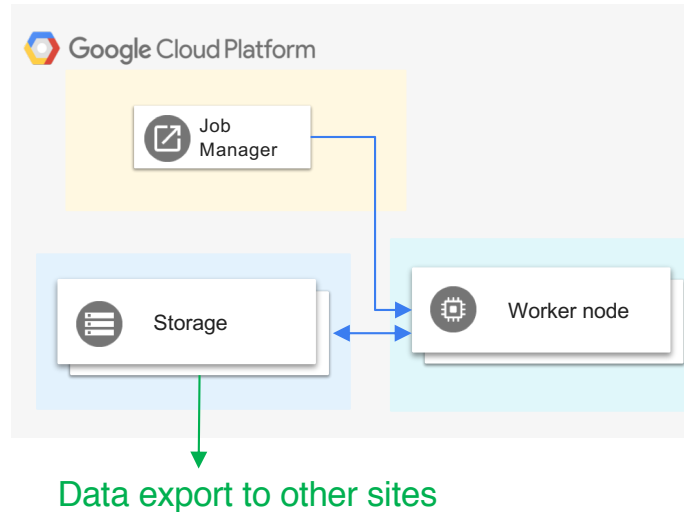 Google Cloud Platform
Job
Manager
Storage
Worker node
Data export to other sites